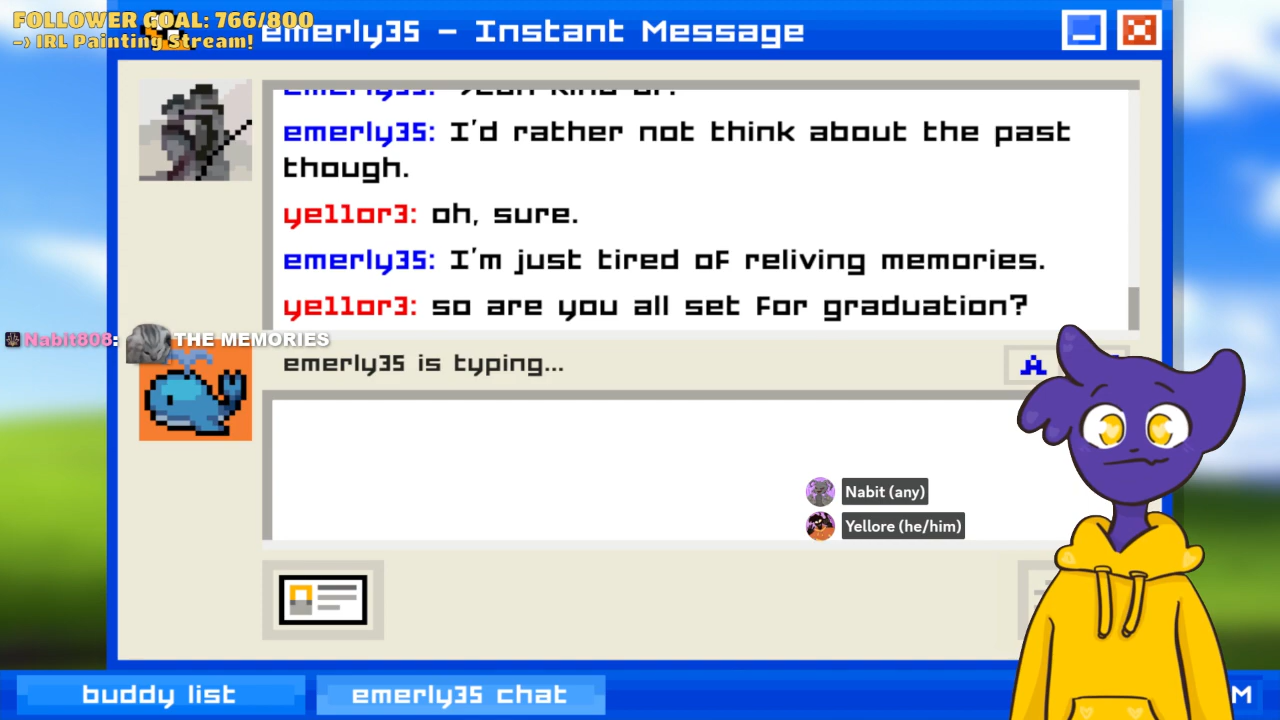 FOLLOWER GOAL: 766/800
-> IRL Painting Stream!
emerly35 - Instant Message
emerly35: I'd rather not think about the past
though.
yellor3: oh, sure.
emerly35: I'm just tired of reliving memories.
yellor3: so are you all set for graduation?
Nabit808: THE MEMORIES
emerly35 is typing...
A
Nabit (any)
Yellore (he/him)
buddy list
emerly35 chat
M